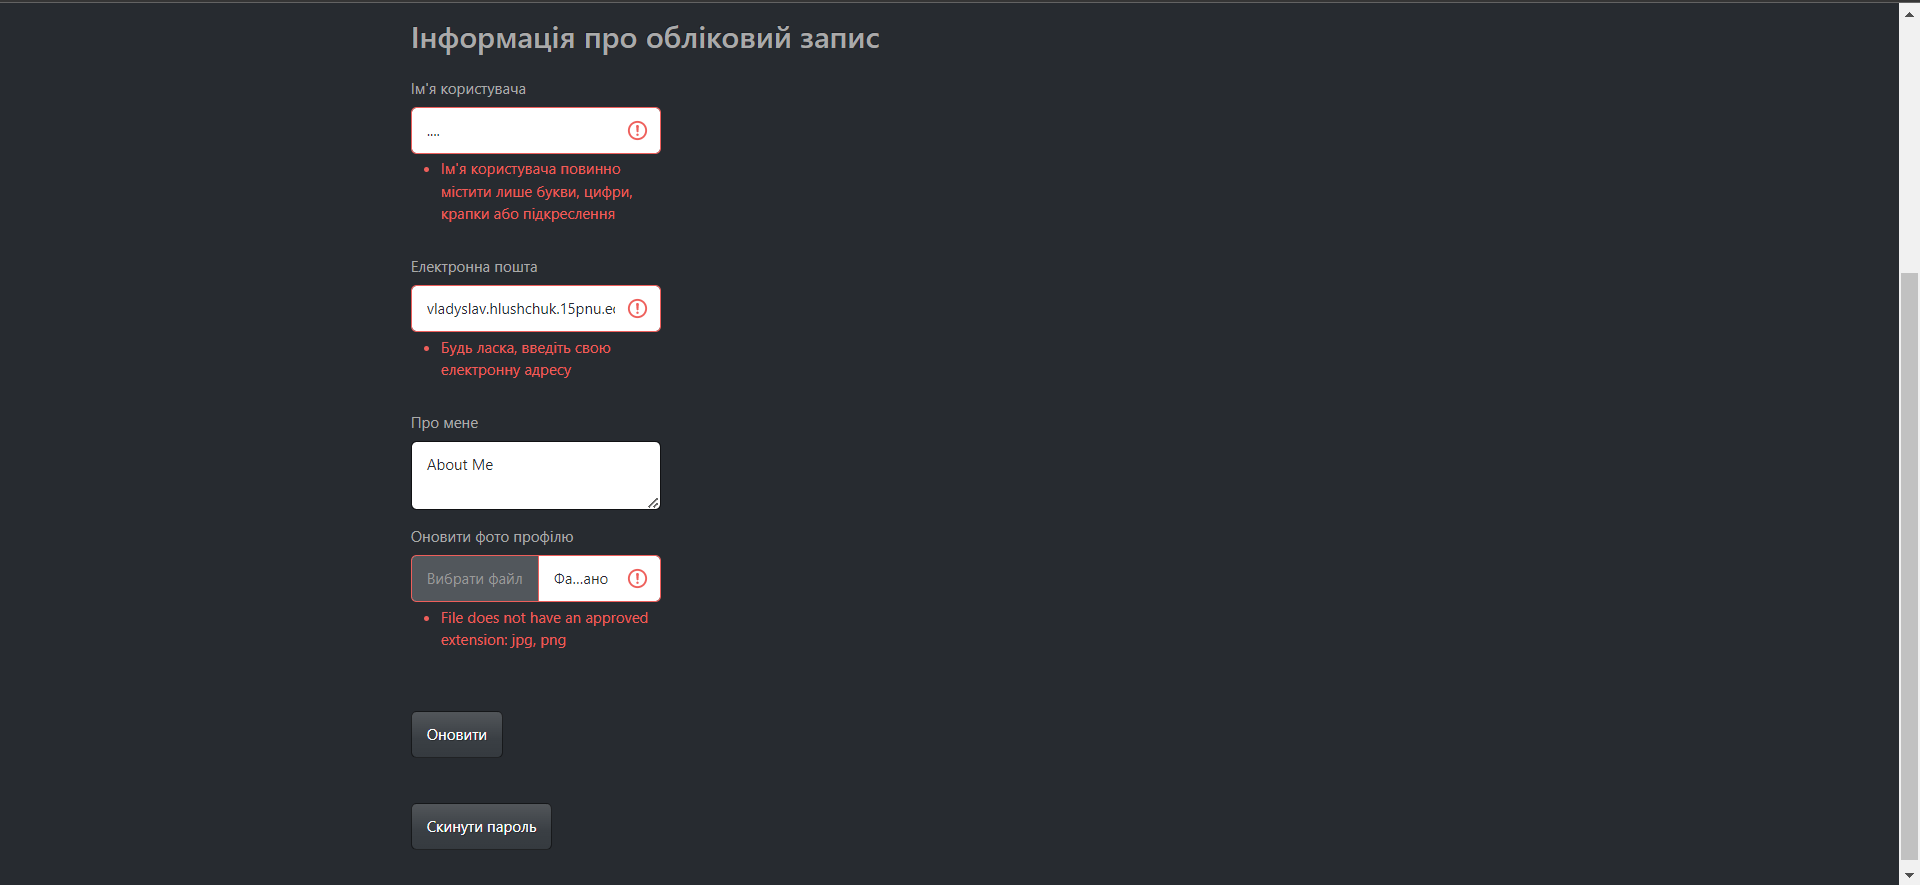 Інформація про обліковий запис
Ім'я користувача
....
Ім'я користувача повинно
містити лише букви, цифри,
крапки або підкреслення
Електронна пошта
vladyslav.hlushchuk.15pnu.ec
Будь ласка, введіть свою
електронну адресу
Про мене
About Me
Оновити фото профілю
Вибрати файл Фа...ано
File does not have an approved
extension: jpg, png
Оновити
Скинути пароль